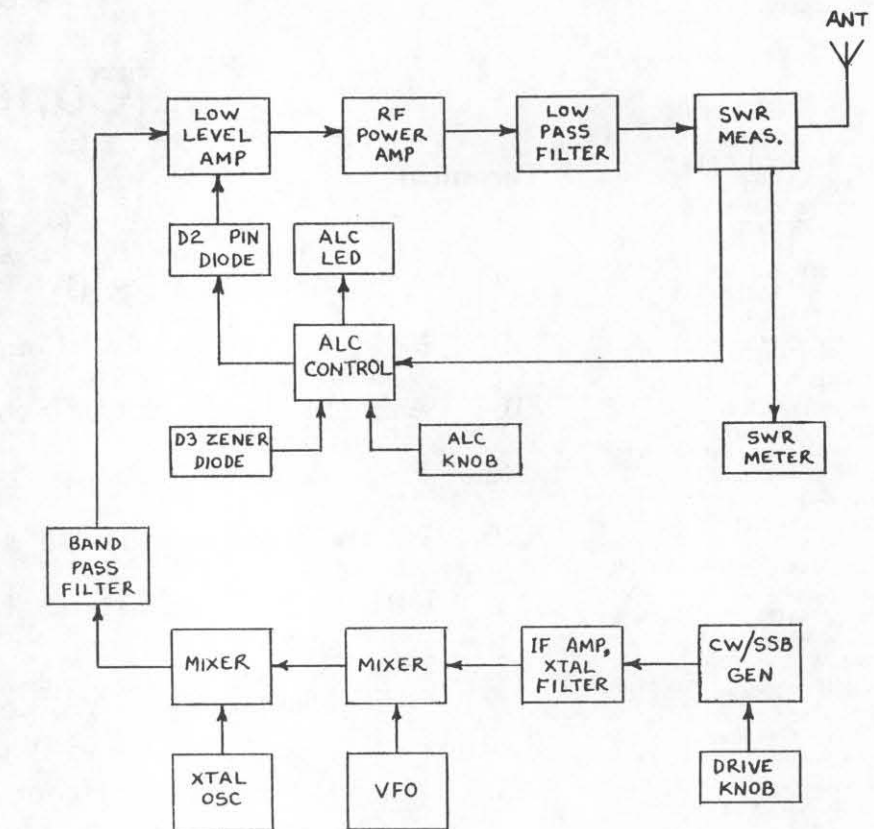 ANT
LOW
LEVEL
AMP
RF
POWER
AMP
LOW
PASS
FILTER
SWR
MEAS.
D2 PIN
DIODE
ALC
LED
ALC
CONTROL
D3 ZENER
DIODE
ALC
KNOB
SWR
METER
BAND
PASS
FILTER
MIXER
MIXER
IF AMP,
XTAL
FILTER
CW/SSB
GEN
XTAL
OSC
VFO
DRIVE
KNOB